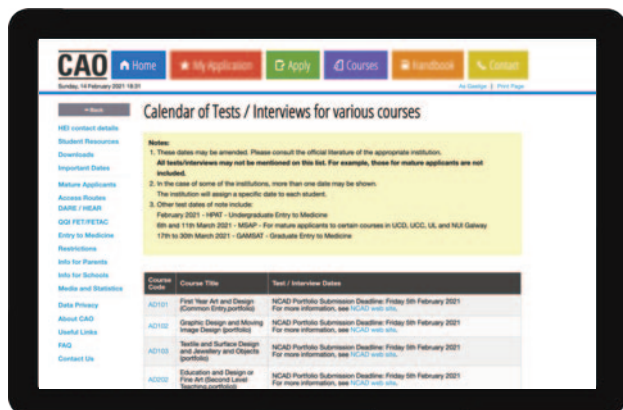 CAO
Home
My Application
Apply
Courses
Handbook
Contact
Sunday, 14 February 2021 18:31
As Gaeilge | Print Page
Back
HEI contact details
Student Resources
Downloads
Important Dates
Mature Applicants
Access Routes
DARE / HEAR
QQI FET/FETAC
Entry to Medicine
Restrictions
Info for Parents
Info for Schools
Media and Statistics
Data Privacy
About CAO
Useful Links
FAQ
Contact Us
Calendar of Tests / Interviews for various courses
Notes:
1. These dates may be amended. Please consult the official literature of the appropriate institution.
All tests/interviews may not be mentioned on this list. For example, those for mature applicants are not
included.
2. In the case of some of the institutions, more than one date may be shown.
The institution will assign a specific date to each student.
3. Other test dates of note include:
February 2021 - HPAT - Undergraduate Entry to Medicine
6th and 11th March 2021 - MSAP - For mature applicants to certain courses in UCD, UCC, UL and NUI Galway
17th to 30th March 2021 - GAMSAT - Graduate Entry to Medicine
Course Code
Course Title
Test / Interview Dates
AD101
First Year Art and Design
(Common Entry,portfolio)
NCAD Portfolio Submission Deadline: Friday 5th February 2021
For more information, see NCAD web site.
AD102
Graphic Design and Moving
Image Design (portfolio)
NCAD Portfolio Submission Deadline: Friday 5th February 2021
For more information, see NCAD web site.
AD103
Textile and Surface Design
and Jewellery and Objects
(portfolio)
NCAD Portfolio Submission Deadline: Friday 5th February 2021
For more information, see NCAD web site.
AD202
Education and Design or
Fine Art (Second Level
Teaching,portfolio)
NCAD Portfolio Submission Deadline: Friday 5th February 2021
For more information, see NCAD web site.